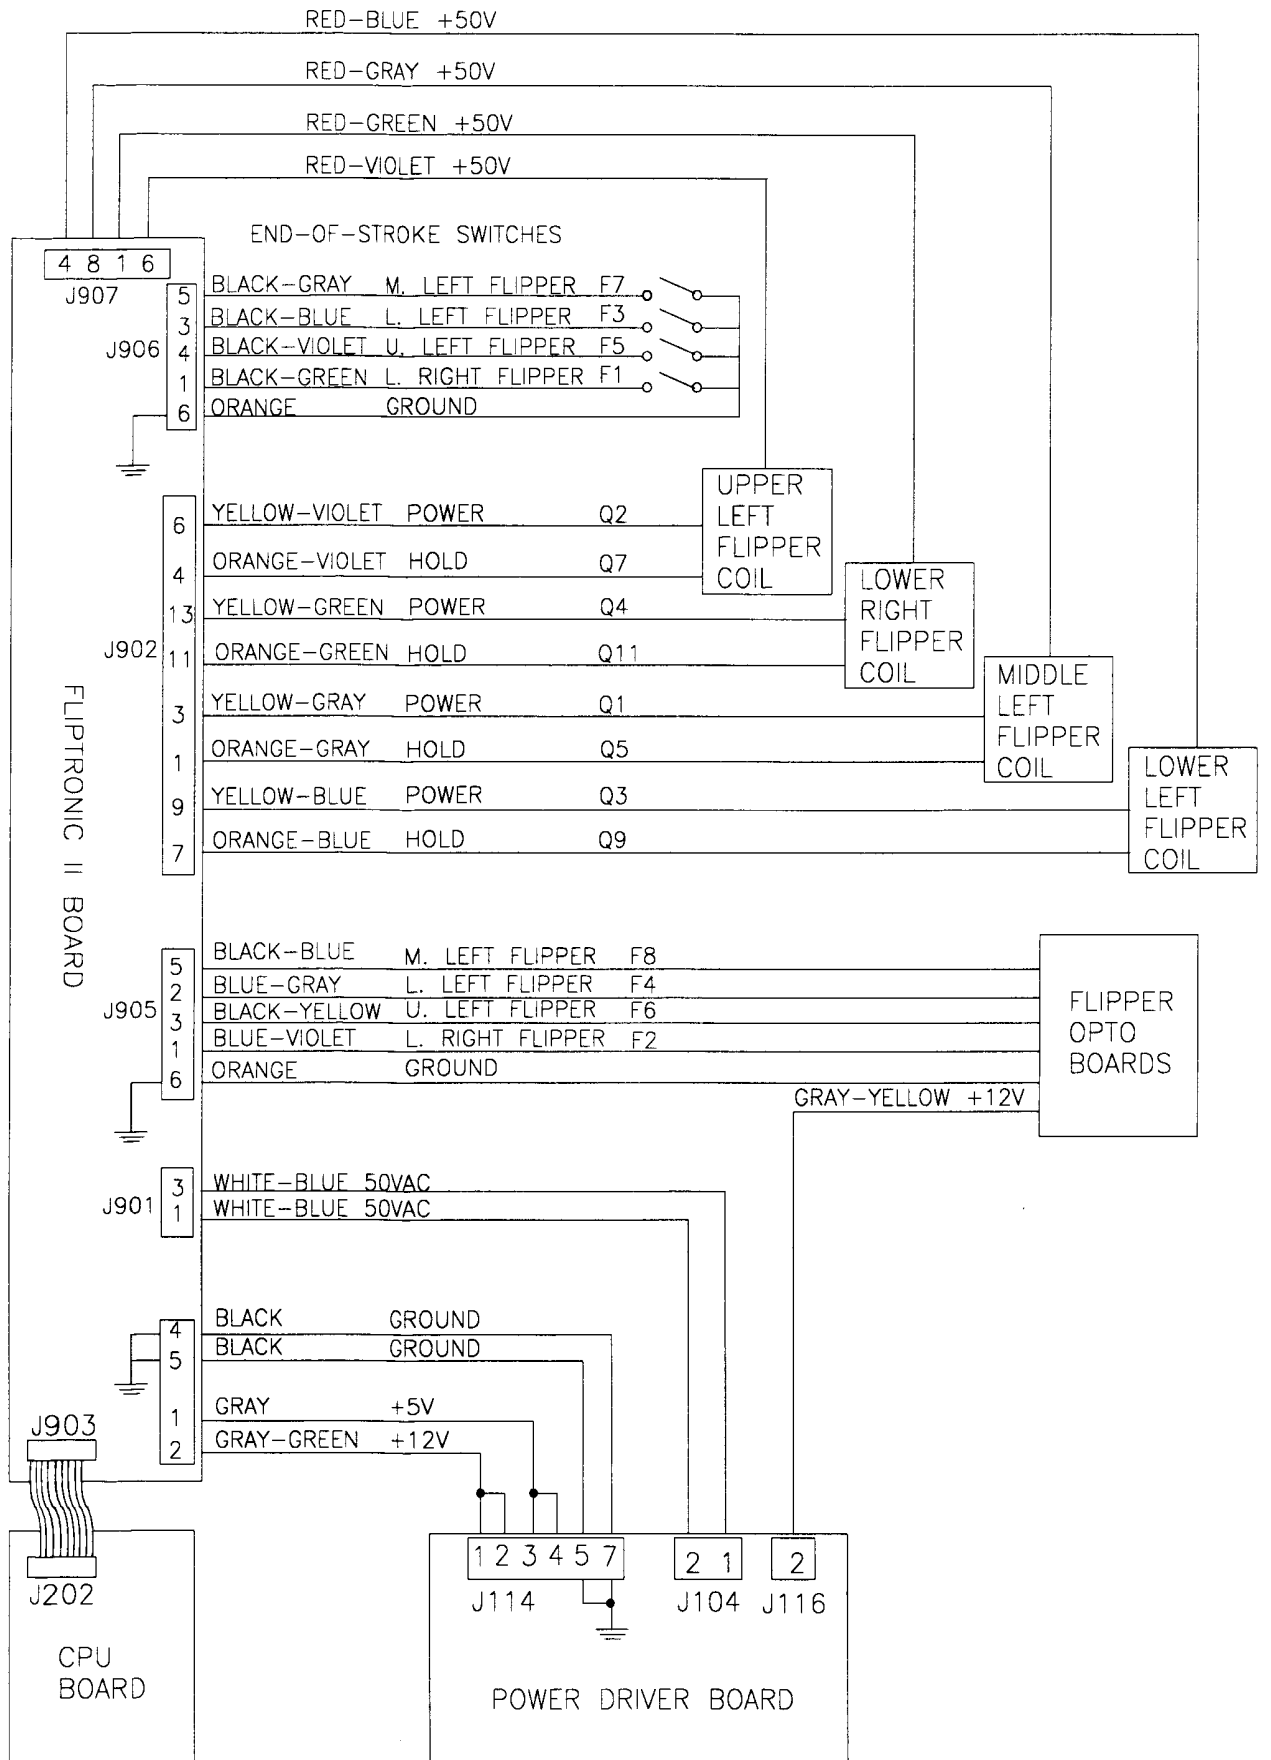 RED-BLUE +50V
RED-GRAY +50V
RED-GREEN +50V
RED-VIOLET +50V
END-OF-STROKE SWITCHES
4 8 1 6
J907
5 BLACK-GRAY M. LEFT FLIPPER F7
3 BLACK-BLUE L. LEFT FLIPPER F3
J906
4 BLACK-VIOLET U. LEFT FLIPPER F5
1 BLACK-GREEN L. RIGHT FLIPPER F1
6 ORANGE GROUND
UPPER
LEFT
FLIPPER
COIL
6 YELLOW-VIOLET POWER Q2
4 ORANGE-VIOLET HOLD Q7
LOWER
RIGHT
FLIPPER
COIL
13 YELLOW-GREEN POWER Q4
J902
11 ORANGE-GREEN HOLD Q11
MIDDLE
LEFT
FLIPPER
COIL
3 YELLOW-GRAY POWER Q1
1 ORANGE-GRAY HOLD Q5
LOWER
LEFT
FLIPPER
COIL
9 YELLOW-BLUE POWER Q3
7 ORANGE-BLUE HOLD Q9
FLIPTRONIC II BOARD
5 BLACK-BLUE M. LEFT FLIPPER F8
2 BLUE-GRAY L. LEFT FLIPPER F4
J905
3 BLACK-YELLOW U. LEFT FLIPPER F6
1 BLUE-VIOLET L. RIGHT FLIPPER F2
6 ORANGE GROUND
FLIPPER
OPTO
BOARDS
GRAY-YELLOW +12V
3 WHITE-BLUE 50VAC
J901
1 WHITE-BLUE 50VAC
4 BLACK GROUND
5 BLACK GROUND
1 GRAY +5V
2 GRAY-GREEN +12V
J903
J202
CPU
BOARD
1 2 3 4 5 7
J114
2 1
J104
2
J116
POWER DRIVER BOARD